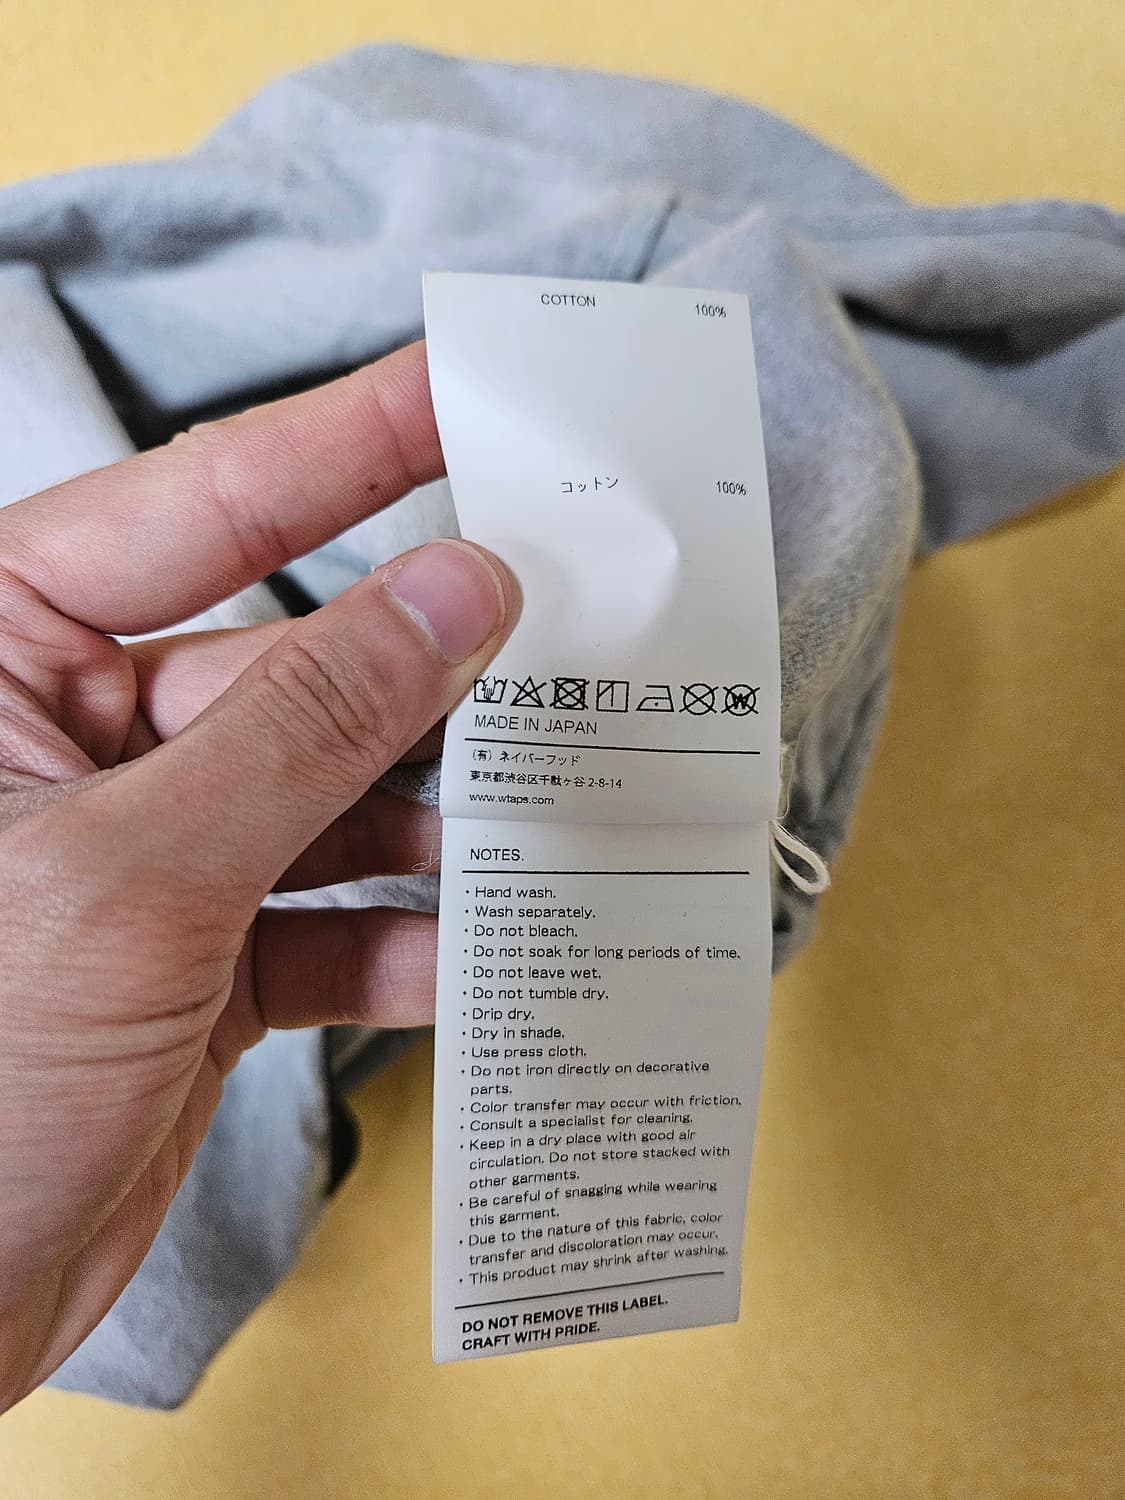 COTTON 100%
コットン 100%
MADE IN JAPAN
(有) ネイバーフッド
東京都渋谷区千駄ヶ谷 2-8-14
www.wtaps.com
NOTES.
・Hand wash.
・Wash separately.
・Do not bleach.
・Do not soak for long periods of time.
・Do not leave wet.
・Do not tumble dry.
・Drip dry.
・Dry in shade.
・Use press cloth.
・Do not iron directly on decorative
parts.
・Color transfer may occur with friction.
・Consult a specialist for cleaning.
・Keep in a dry place with good air
circulation. Do not store stacked with
other garments.
・Be careful of snagging while wearing
this garment.
・Due to the nature of this fabric, color
transfer and discoloration may occur.
・This product may shrink after washing.
DO NOT REMOVE THIS LABEL.
CRAFT WITH PRIDE.